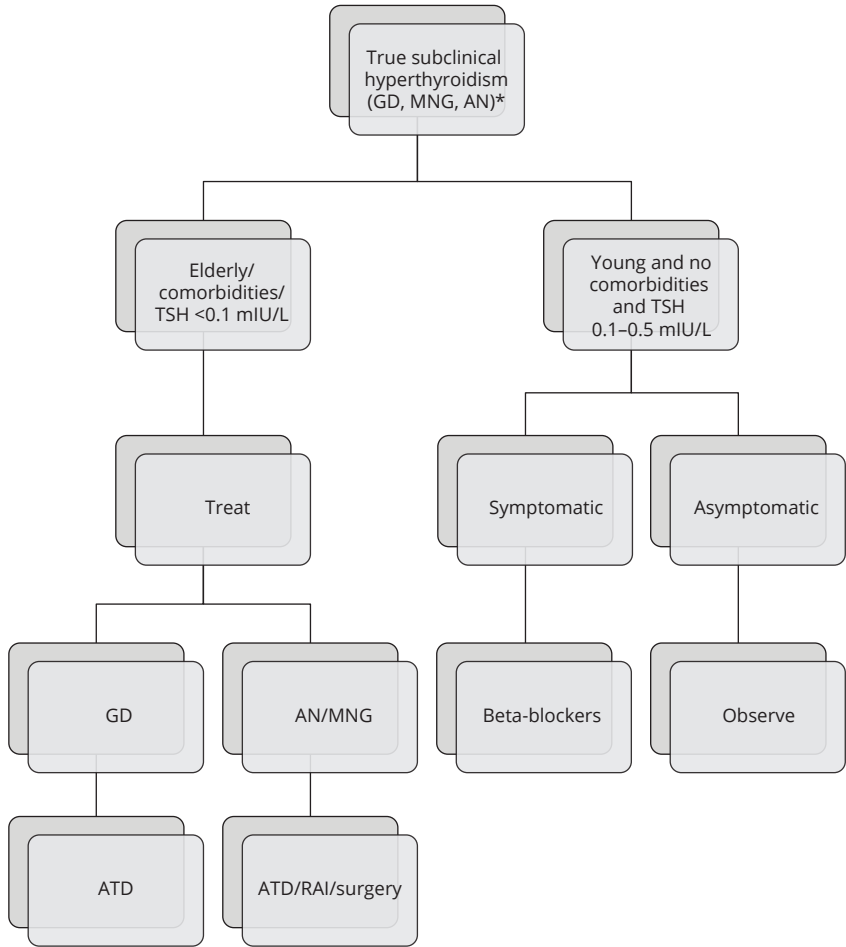 True subclinical
hyperthyroidism
(GD, MNG, AN)*
Elderly/
comorbidities/
TSH <0.1 mIU/L
Young and no
comorbidities
and TSH
0.1–0.5 mIU/L
Treat
Symptomatic
Asymptomatic
GD
AN/MNG
Beta-blockers
Observe
ATD
ATD/RAI/surgery